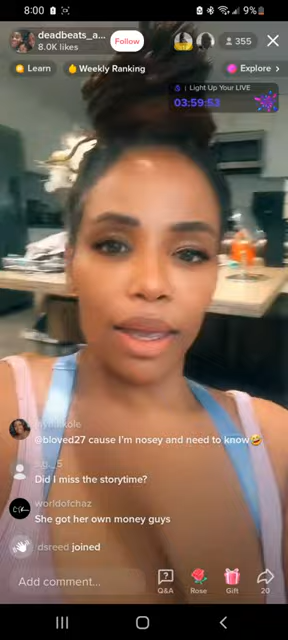 8:00
9%
deadbeats_a...
8.0K likes
Follow
355
Learn
Weekly Ranking
Explore >
Light Up Your LIVE
03:59:53
@bloved27 cause I'm nosey and need to know🤣
Did I miss the storytime?
worldofchaz
She got her own money guys
dsreed joined
Add comment...
Q&A
Rose
Gift
20